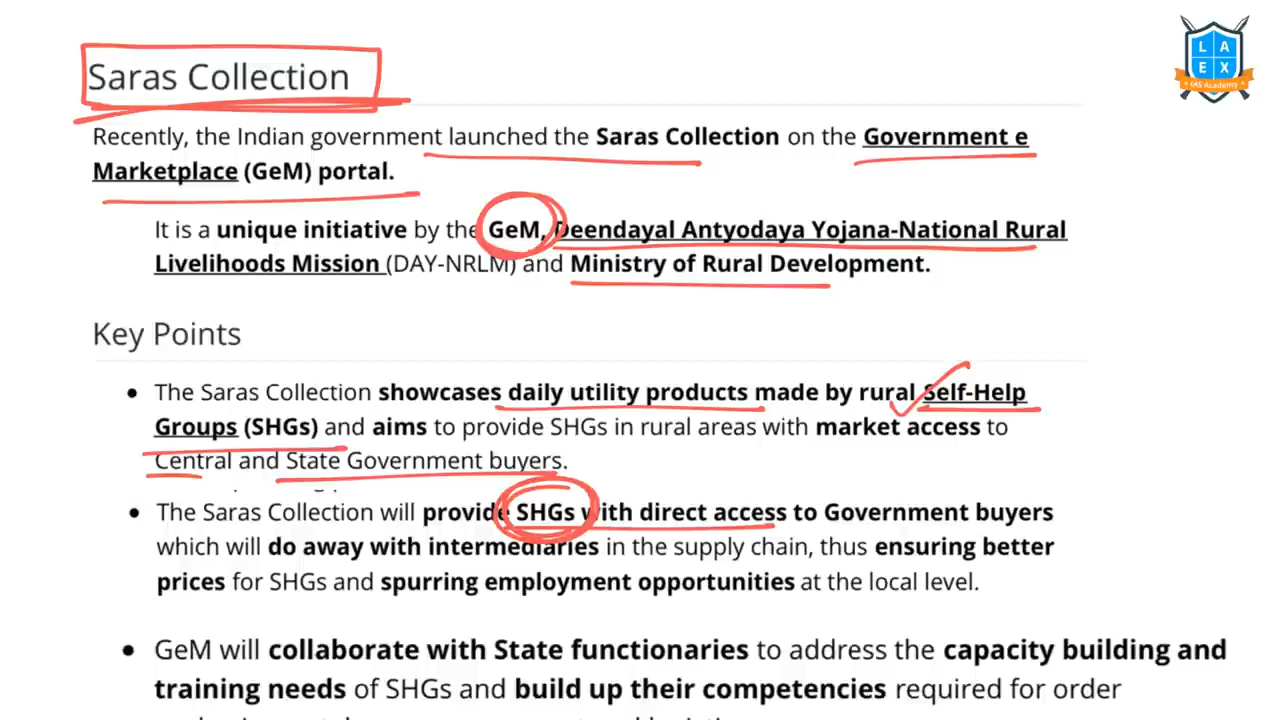 Saras Collection
L A
E X
IAS Academy
Recently, the Indian government launched the Saras Collection on the Government e
Marketplace (GeM) portal.
It is a unique initiative by the GeM, Deendayal Antyodaya Yojana-National Rural
Livelihoods Mission (DAY-NRLM) and Ministry of Rural Development.
Key Points
The Saras Collection showcases daily utility products made by rural Self-Help
Groups (SHGs) and aims to provide SHGs in rural areas with market access to
Central and State Government buyers.
The Saras Collection will provide SHGs with direct access to Government buyers
which will do away with intermediaries in the supply chain, thus ensuring better
prices for SHGs and spurring employment opportunities at the local level.
GeM will collaborate with State functionaries to address the capacity building and
training needs of SHGs and build up their competencies required for order